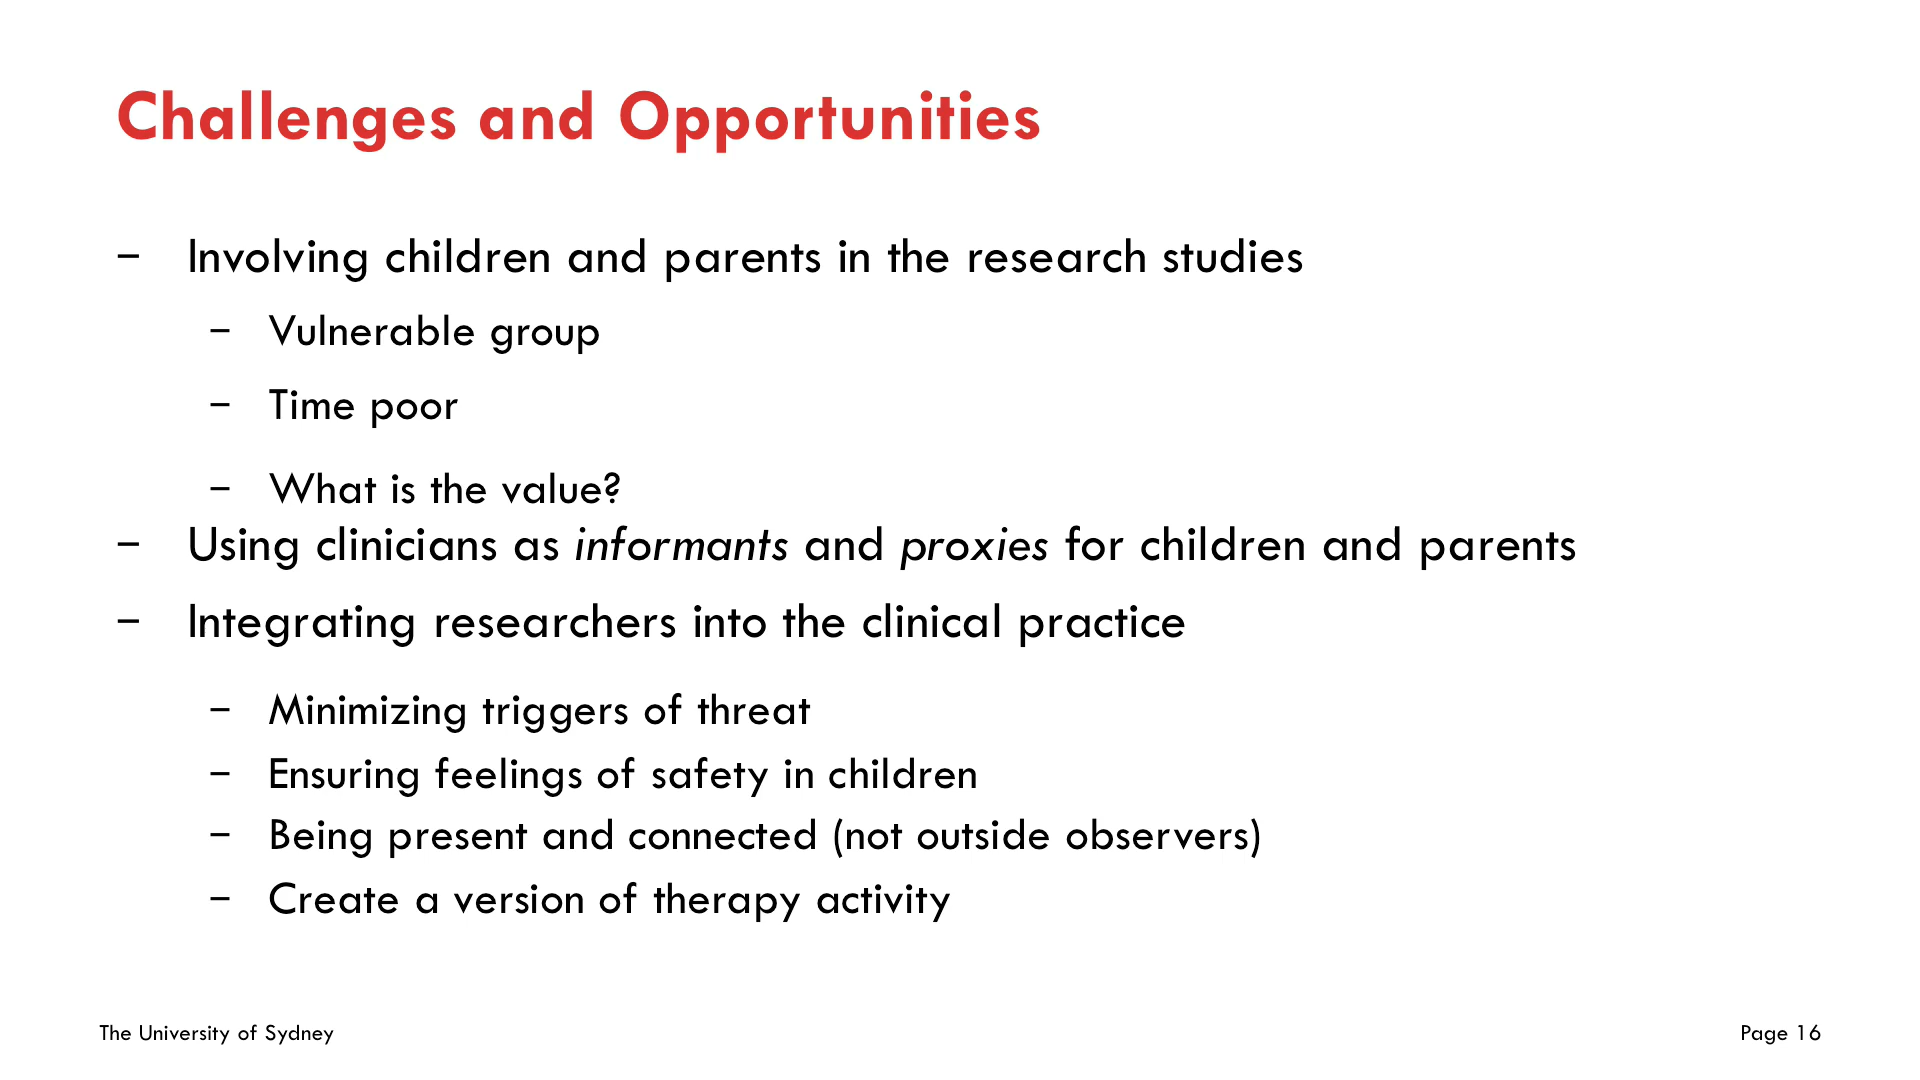 Challenges and Opportunities
– Involving children and parents in the research studies
– Vulnerable group
– Time poor
– What is the value?
– Using clinicians as informants and proxies for children and parents
– Integrating researchers into the clinical practice
– Minimizing triggers of threat
– Ensuring feelings of safety in children
– Being present and connected (not outside observers)
– Create a version of therapy activity
The University of Sydney
Page 16